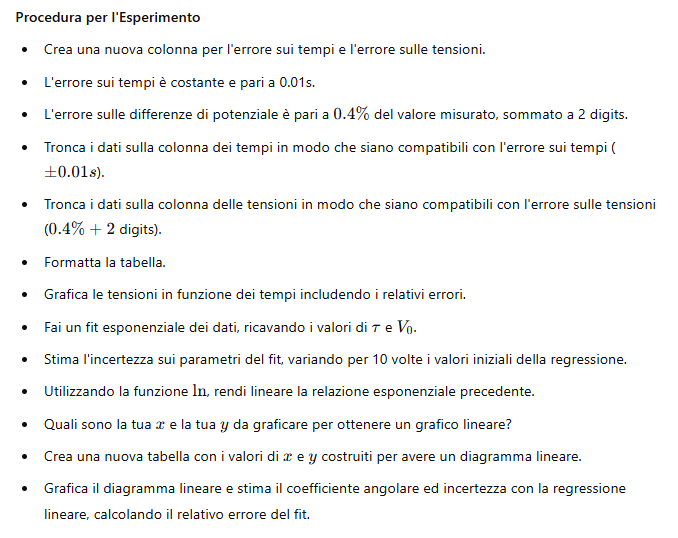 Procedura per l'Esperimento
• Crea una nuova colonna per l'errore sui tempi e l'errore sulle tensioni.
• L'errore sui tempi è costante e pari a 0.01s.
• L'errore sulle differenze di potenziale è pari a 0.4% del valore misurato, sommato a 2 digits.
• Tronca i dati sulla colonna dei tempi in modo che siano compatibili con l'errore sui tempi (
±0.01s).
• Tronca i dati sulla colonna delle tensioni in modo che siano compatibili con l'errore sulle tensioni
(0.4% + 2 digits).
• Formatta la tabella.
• Grafica le tensioni in funzione dei tempi includendo i relativi errori.
• Fai un fit esponenziale dei dati, ricavando i valori di τ e V₀.
• Stima l'incertezza sui parametri del fit, variando per 10 volte i valori iniziali della regressione.
• Utilizzando la funzione ln, rendi lineare la relazione esponenziale precedente.
• Quali sono la tua x e la tua y da graficare per ottenere un grafico lineare?
• Crea una nuova tabella con i valori di x e y costruiti per avere un diagramma lineare.
• Grafica il diagramma lineare e stima il coefficiente angolare ed incertezza con la regressione
lineare, calcolando il relativo errore del fit.